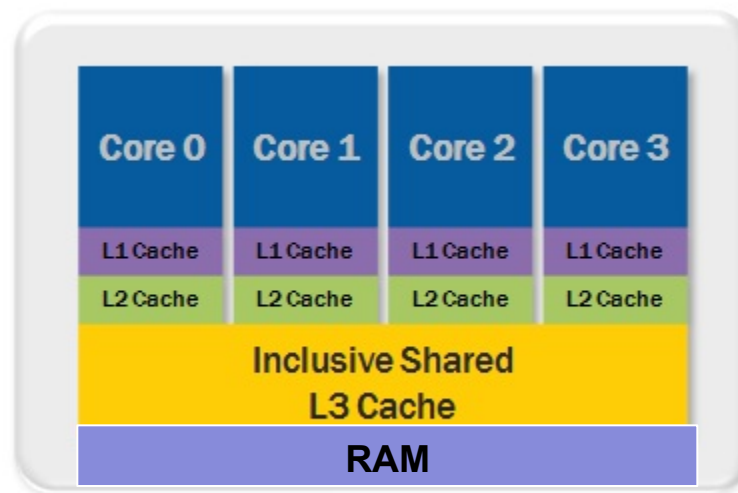 Core 0 Core 1 Core 2 Core 3
L1 Cache L1 Cache L1 Cache L1 Cache
L2 Cache L2 Cache L2 Cache L2 Cache
Inclusive Shared
L3 Cache
RAM